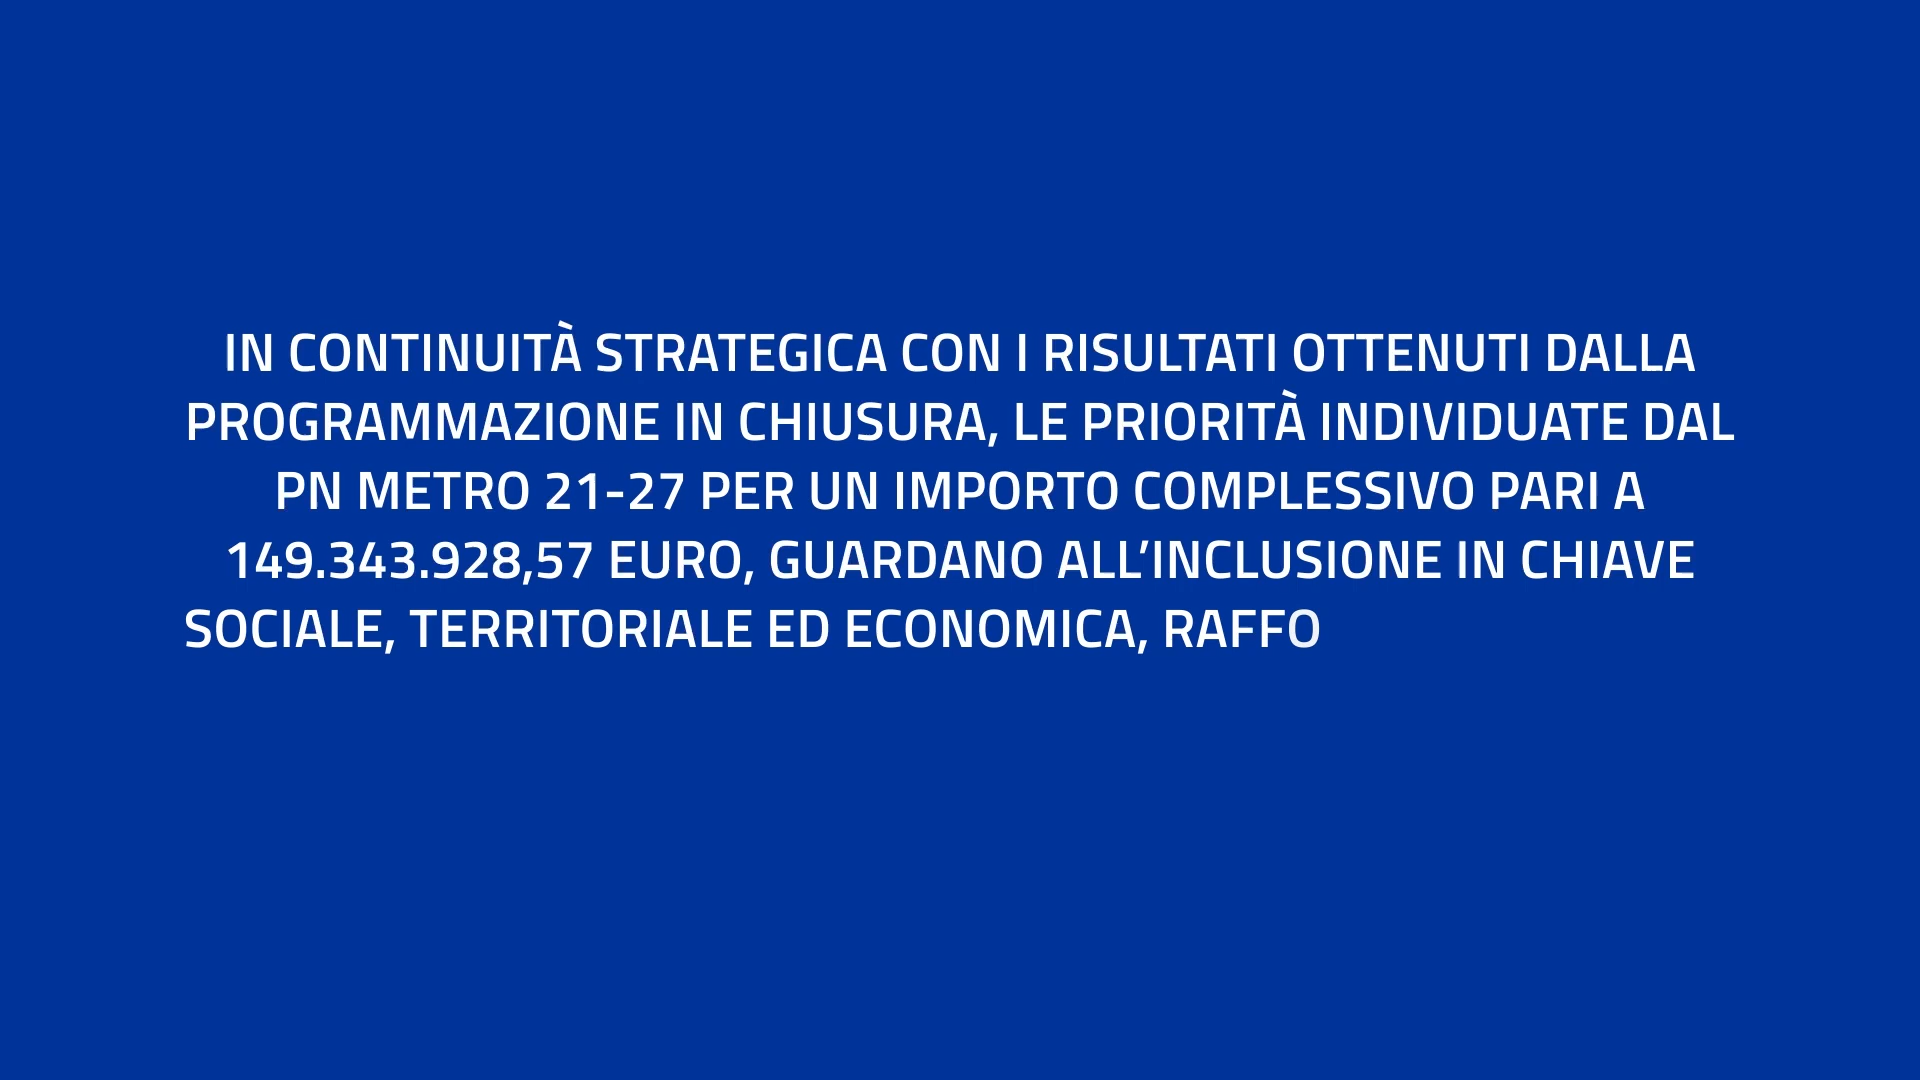 IN CONTINUITÀ STRATEGICA CON I RISULTATI OTTENUTI DALLA
PROGRAMMAZIONE IN CHIUSURA, LE PRIORITÀ INDIVIDUATE DAL
PN METRO 21-27 PER UN IMPORTO COMPLESSIVO PARI A
149.343.928,57 EURO, GUARDANO ALL’INCLUSIONE IN CHIAVE
SOCIALE, TERRITORIALE ED ECONOMICA, RAFFO